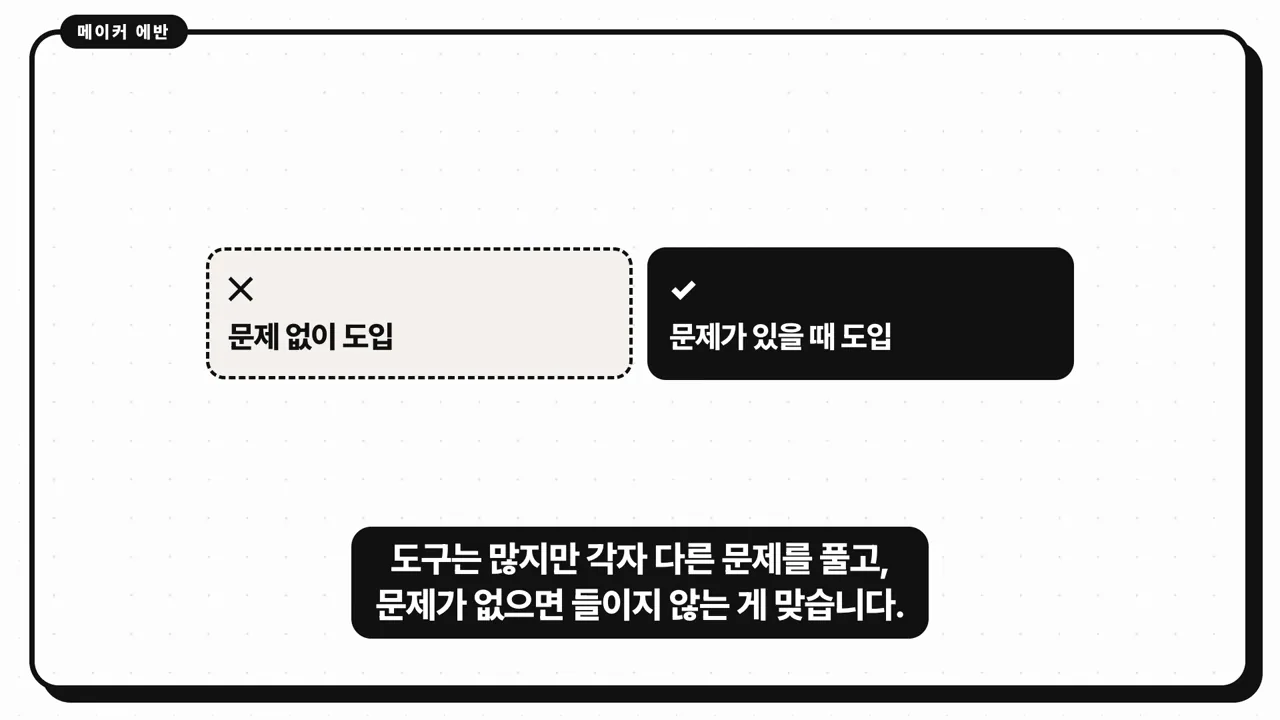 메이커 에반
문제 없이 도입
문제가 있을 때 도입
도구는 많지만 각자 다른 문제를 풀고,
문제가 없으면 들이지 않는 게 맞습니다.